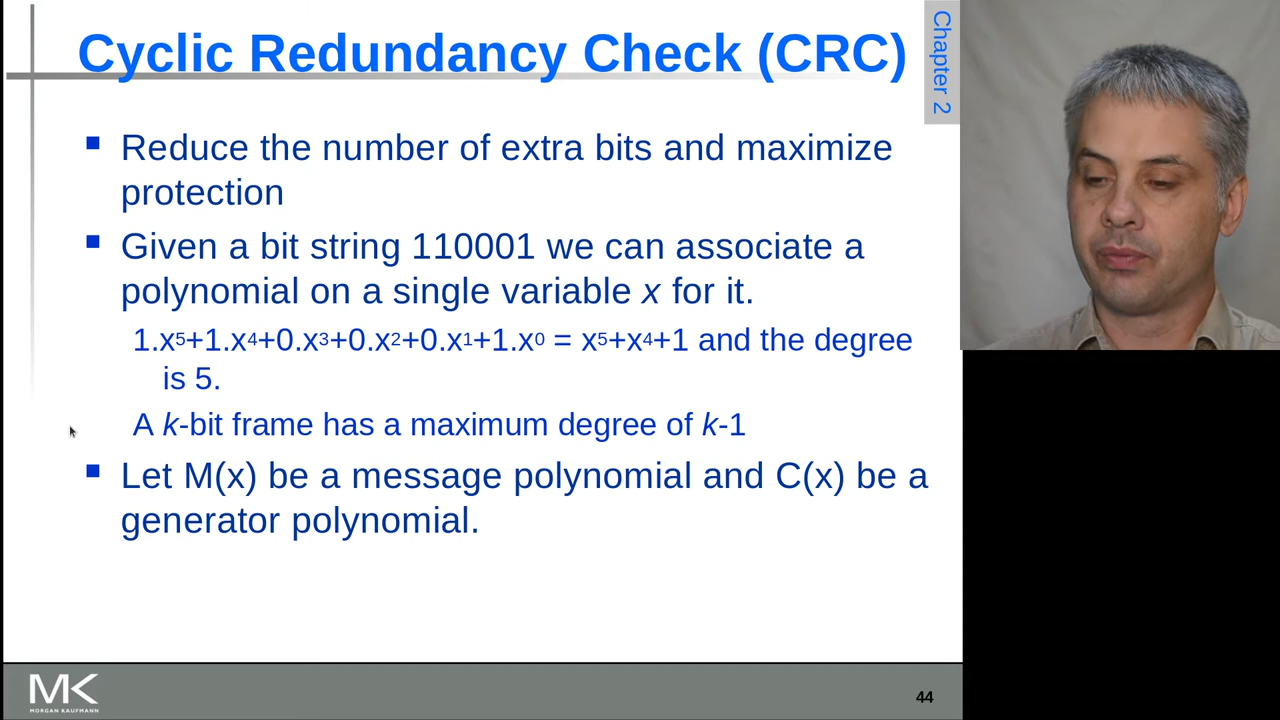 Cyclic Redundancy Check (CRC)
Chapter 2
Reduce the number of extra bits and maximize
protection
Given a bit string 110001 we can associate a
polynomial on a single variable x for it.
1.x⁵+1.x⁴+0.x³+0.x²+0.x¹+1.x⁰ = x⁵+x⁴+1 and the degree
is 5.
A k-bit frame has a maximum degree of k-1
Let M(x) be a message polynomial and C(x) be a
generator polynomial.
MK
MORGAN KAUFMANN
44